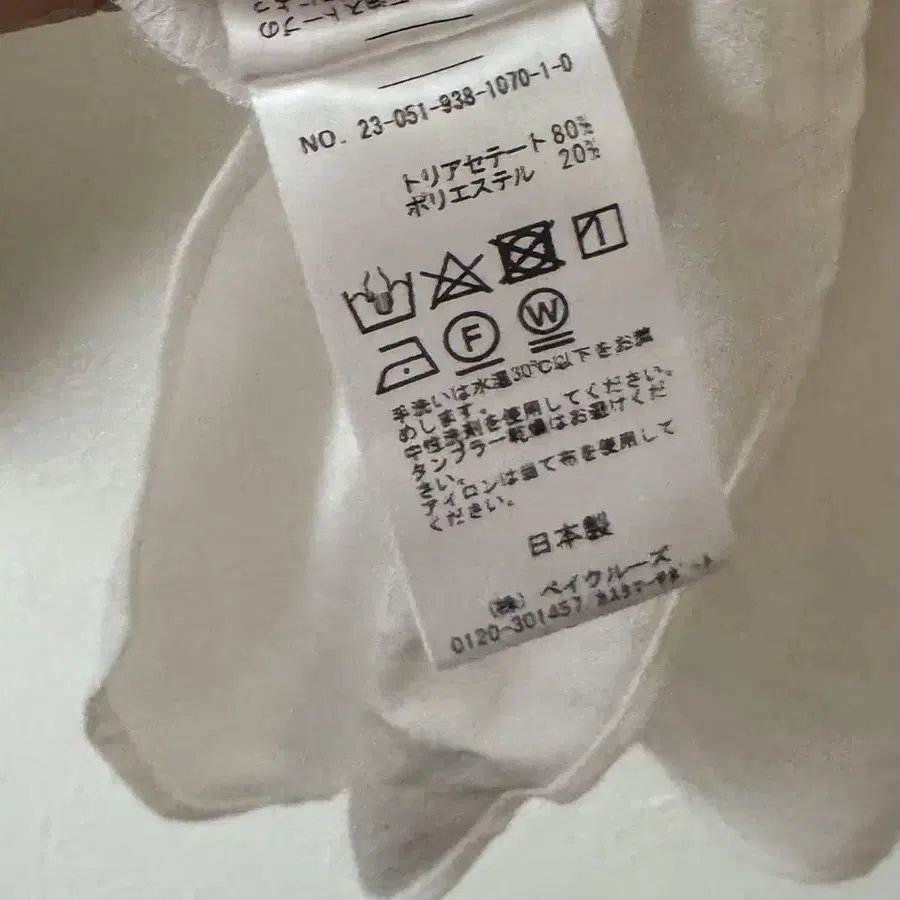 NO. 23-051-938-1070-1-0
トリアセテート 80%
ポリエステル 20%
F W
手洗いは水温30℃以下をお薦
めします。
中性洗剤を使用してください。
タンブラー乾燥はお避けくだ
さい。
アイロンは当て布を使用して
ください。
日本製
(株) ベイクルーズ
0120-301457